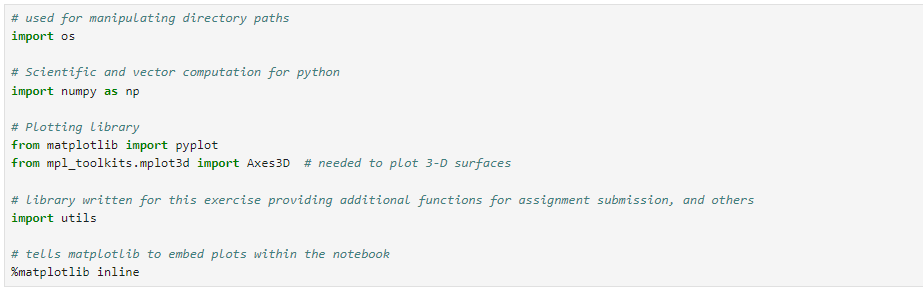 # used for manipulating directory paths
import os
# Scientific and vector computation for python
import numpy as np
# Plotting library
from matplotlib import pyplot
from mpl_toolkits.mplot3d import Axes3D  # needed to plot 3-D surfaces
# library written for this exercise providing additional functions for assignment submission, and others
import utils
# tells matplotlib to embed plots within the notebook
%matplotlib inline